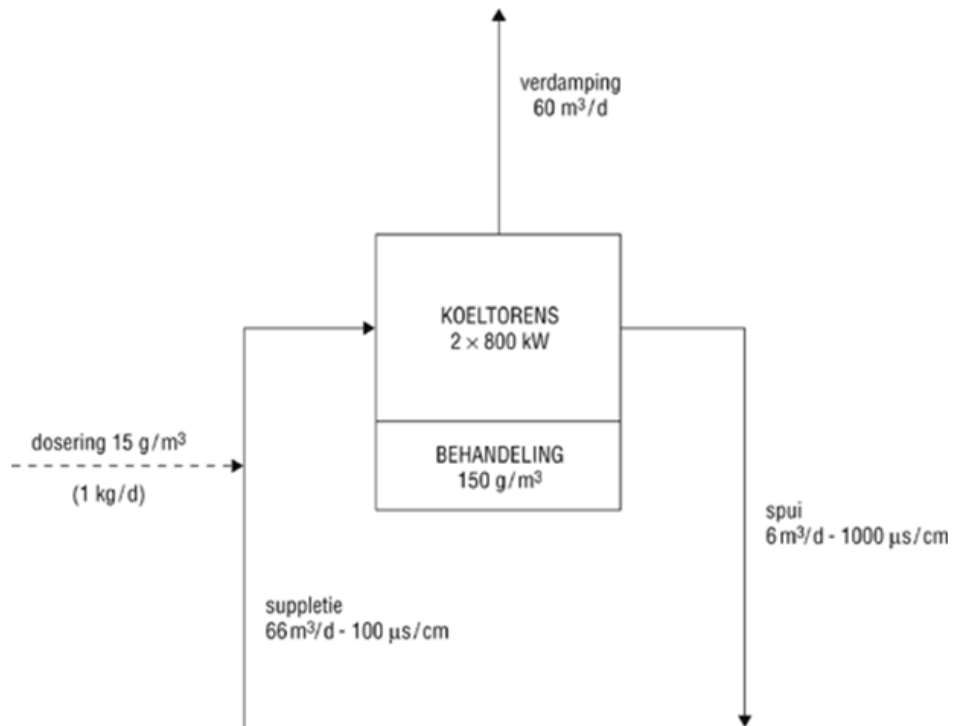 verdamping
60 m³/d
KOELTORENS
2 × 800 kW
dosering 15 g/m³
(1 kg/d)
BEHANDELING
150 g/m³
spui
6 m³/d - 1000 µs/cm
suppletie
66 m³/d - 100 µs/cm